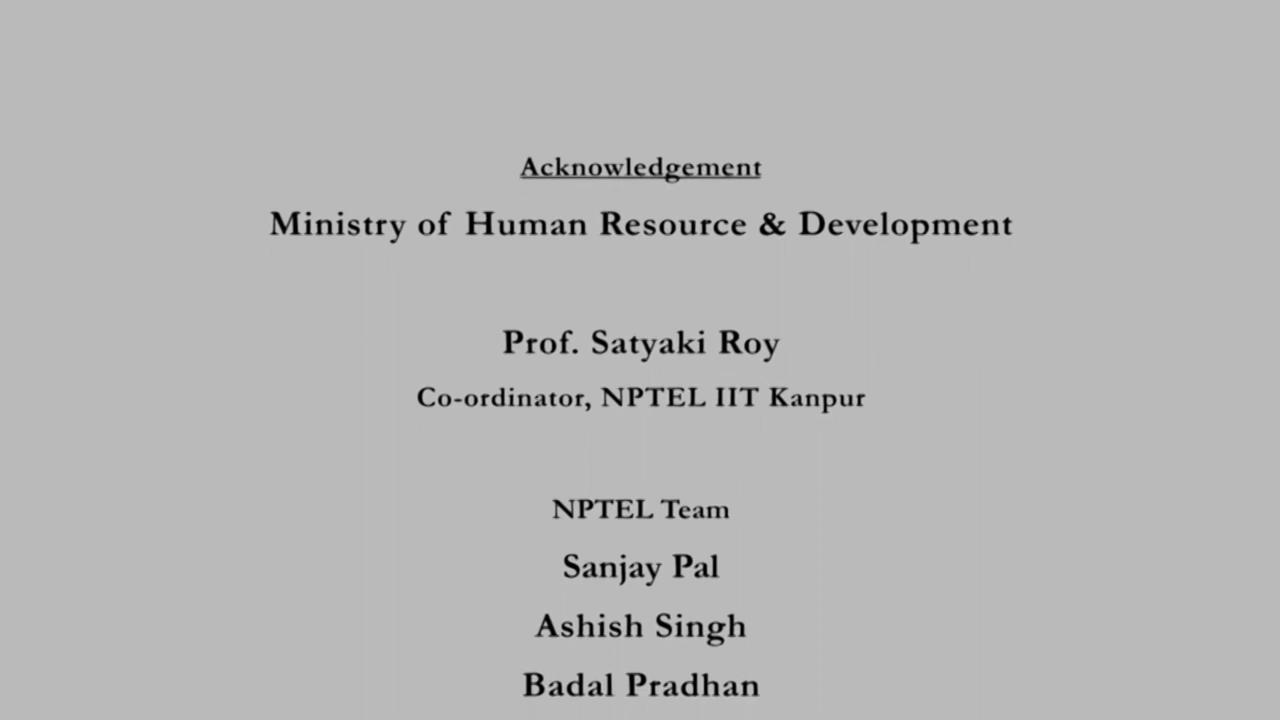 Acknowledgement
Ministry of Human Resource & Development
Prof. Satyaki Roy
Co-ordinator, NPTEL IIT Kanpur
NPTEL Team
Sanjay Pal
Ashish Singh
Badal Pradhan